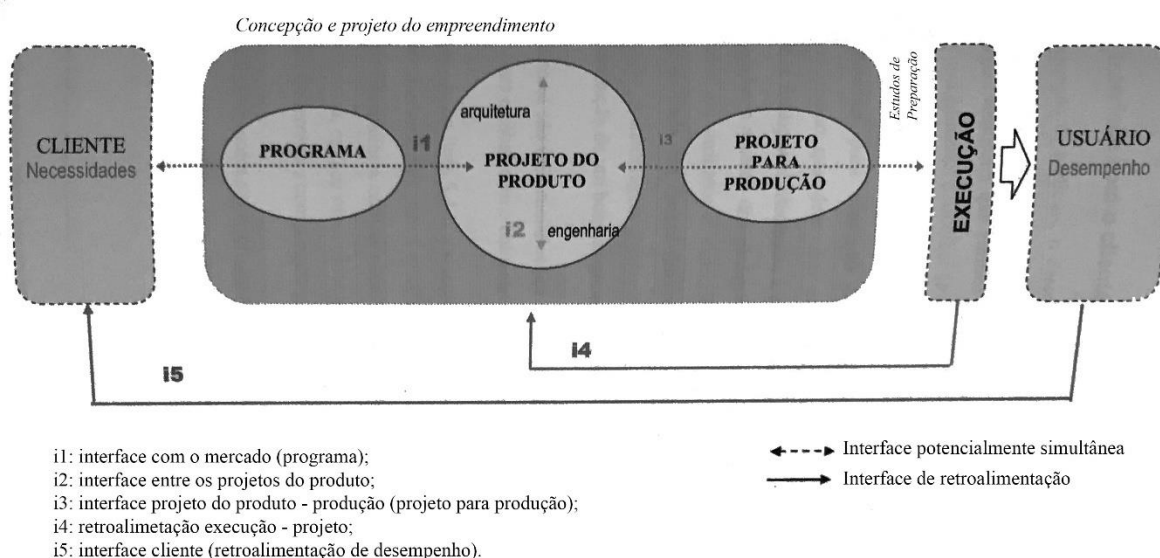 Concepção e projeto do empreendimento
CLIENTE
Necessidades
PROGRAMA
i1
arquitetura
PROJETO DO
PRODUTO
i2
engenharia
i3
PROJETO
PARA
PRODUÇÃO
Estudos de
Preparação
EXECUÇÃO
USUÁRIO
Desempenho
i4
i5
i1: interface com o mercado (programa);
i2: interface entre os projetos do produto;
i3: interface projeto do produto - produção (projeto para produção);
i4: retroalimetação execução - projeto;
i5: interface cliente (retroalimentação de desempenho).
Interface potencialmente simultânea
Interface de retroalimentação